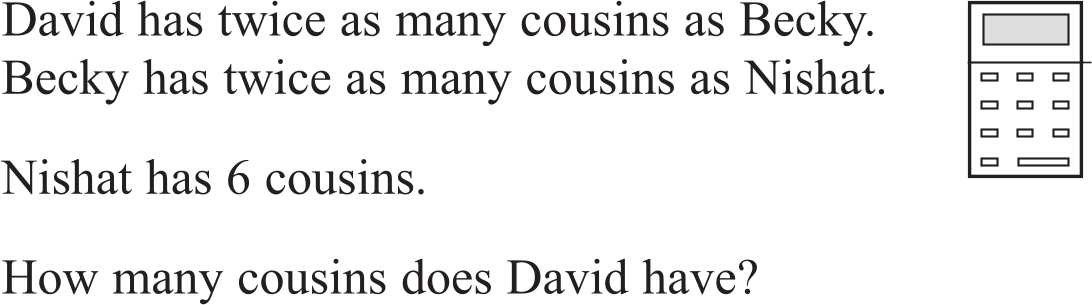 David has twice as many cousins as Becky.
Becky has twice as many cousins as Nishat.
Nishat has 6 cousins.
How many cousins does David have?